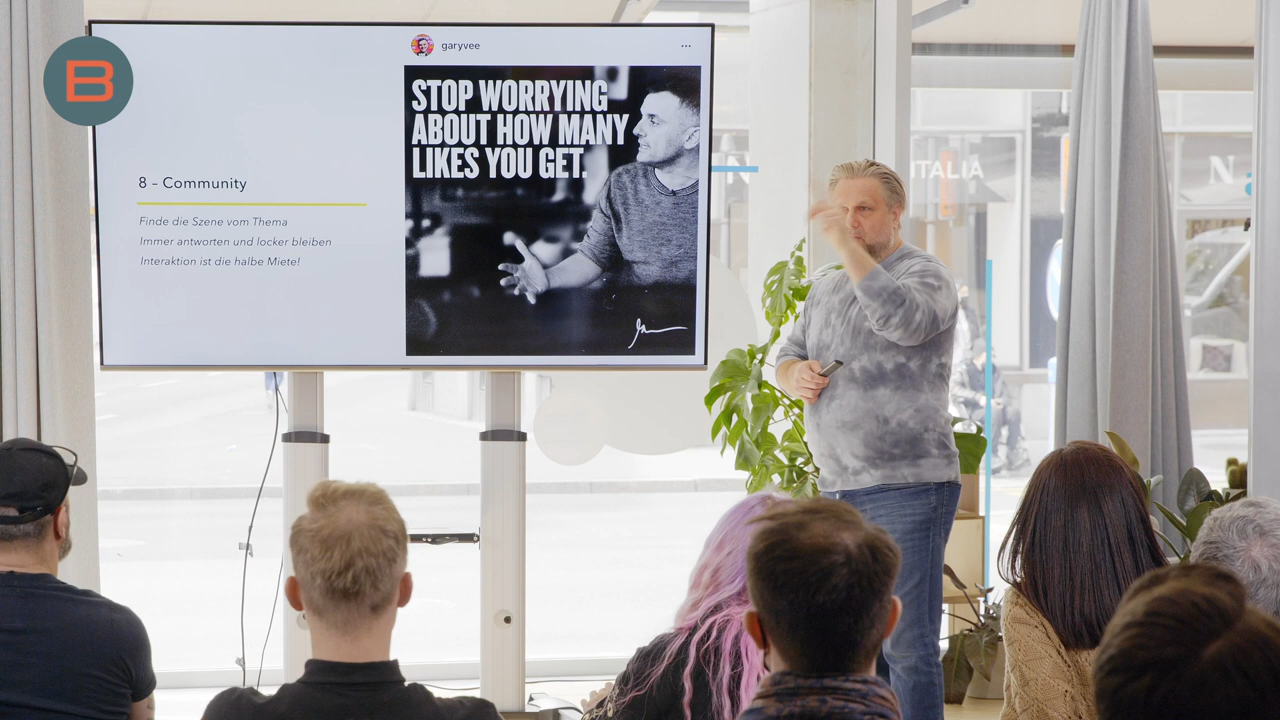 B
garyvee
STOP WORRYING
ABOUT HOW MANY
LIKES YOU GET.
8 – Community
Finde die Szene vom Thema
Immer antworten und locker bleiben
Interaktion ist die halbe Miete!
N
ITALIA
N